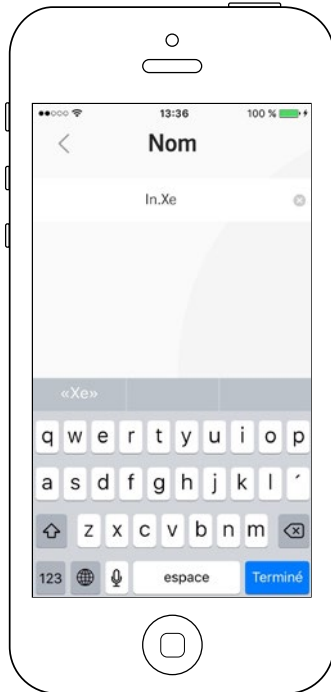 13:36 100 %
Nom
In.Xe
«Xe»
q w e r t y u i o p
a s d f g h j k l ´
z x c v b n m
123 espace Terminé